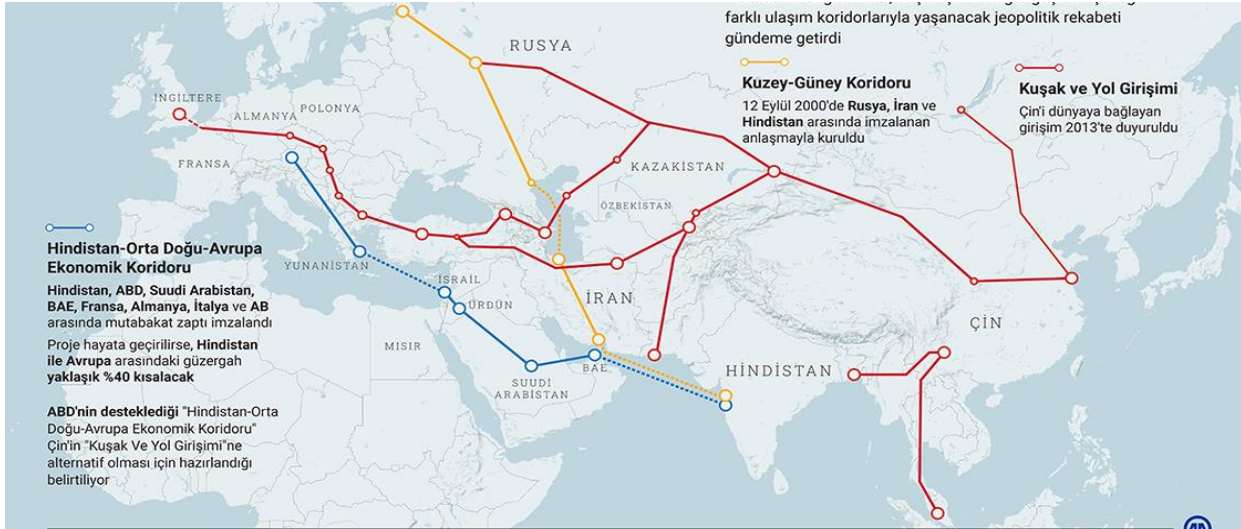 farklı ulaşım koridorlarıyla yaşanacak jeopolitik rekabeti
gündeme getirdi
Kuzey-Güney Koridoru
12 Eylül 2000'de Rusya, İran ve
Hindistan arasında imzalanan
anlaşmayla kuruldu
Kuşak ve Yol Girişimi
Çin'i dünyaya bağlayan
girişim 2013'te duyuruldu
RUSYA
İNGİLTERE
POLONYA
ALMANYA
FRANSA
KAZAKİSTAN
ÖZBEKİSTAN
YUNANİSTAN
İSRAİL
ÜRDÜN
İRAN
MISIR
BAE
SUUDİ
ARABİSTAN
HİNDİSTAN
ÇİN
Hindistan-Orta Doğu-Avrupa
Ekonomik Koridoru
Hindistan, ABD, Suudi Arabistan,
BAE, Fransa, Almanya, İtalya ve AB
arasında mutabakat zaptı imzalandı
Proje hayata geçirilirse, Hindistan
ile Avrupa arasındaki güzergah
yaklaşık %40 kısalacak
ABD'nin desteklediği "Hindistan-Orta
Doğu-Avrupa Ekonomik Koridoru"
Çin'in "Kuşak Ve Yol Girişimi"ne
alternatif olması için hazırlandığı
belirtiliyor